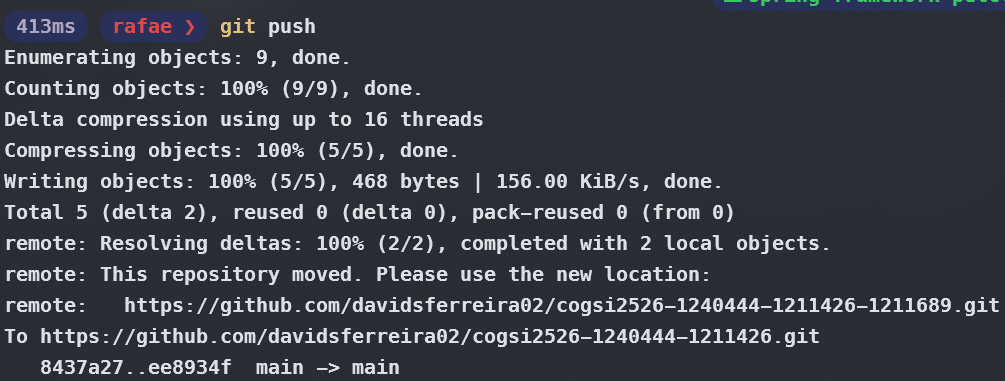 413ms rafae ❯ git push
Enumerating objects: 9, done.
Counting objects: 100% (9/9), done.
Delta compression using up to 16 threads
Compressing objects: 100% (5/5), done.
Writing objects: 100% (5/5), 468 bytes | 156.00 KiB/s, done.
Total 5 (delta 2), reused 0 (delta 0), pack-reused 0 (from 0)
remote: Resolving deltas: 100% (2/2), completed with 2 local objects.
remote: This repository moved. Please use the new location:
remote:   https://github.com/davidsferreira02/cogsi2526-1240444-1211426-1211689.git
To https://github.com/davidsferreira02/cogsi2526-1240444-1211426.git
   8437a27..ee8934f  main -> main